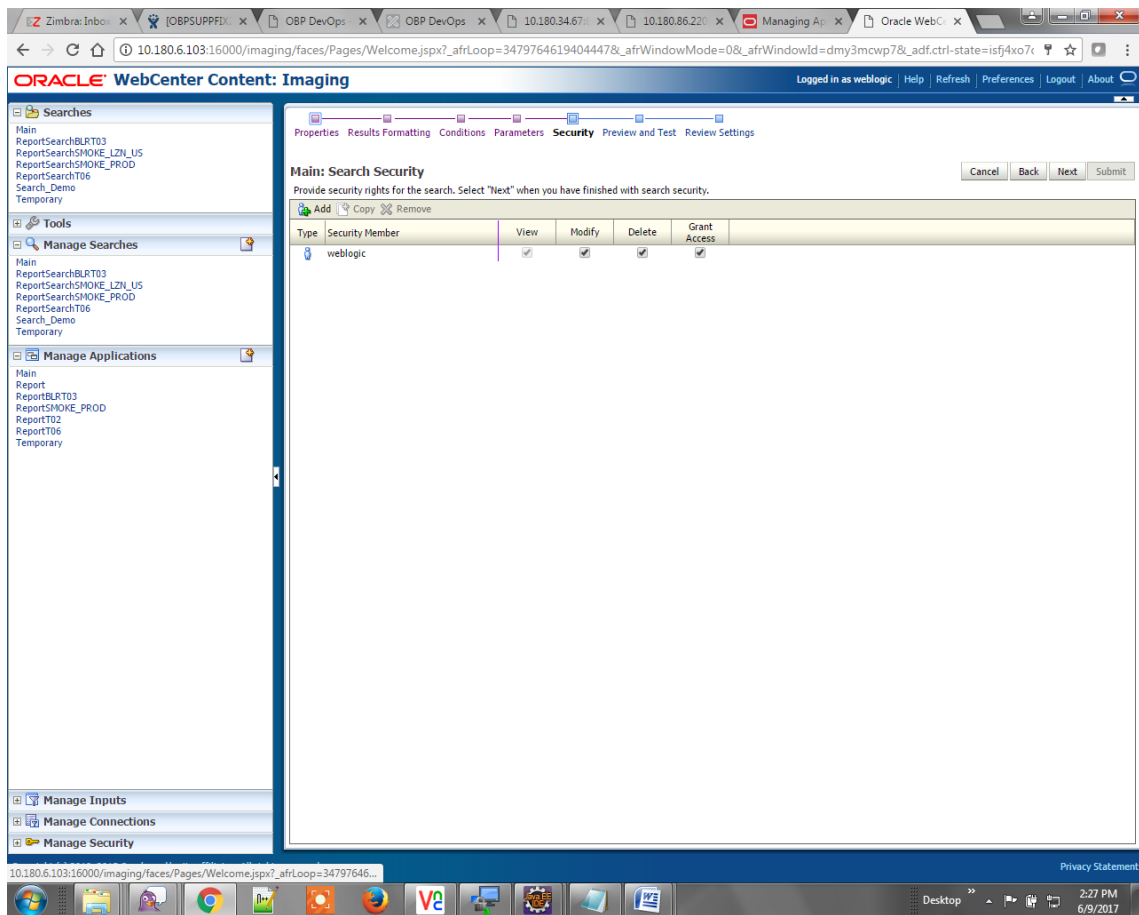 Zimbra: Inbo
[OBPSUPPFIX
OBP DevOps
OBP DevOps
10.180.34.67:
10.180.86.220
Managing Ap
Oracle WebCe
10.180.6.103:16000/imaging/faces/Pages/Welcome.jspx?_afrLoop=3479764619404447&_afrWindowMode=0&_afrWindowId=dmy3mcwp7&_adf.ctrl-state=isfj4xo7c
ORACLE WebCenter Content: Imaging
Logged in as weblogic | Help | Refresh | Preferences | Logout | About
Searches
Main
ReportSearchBLRT03
ReportSearchSMOKE_LZN_US
ReportSearchSMOKE_PROD
ReportSearchT06
Search_Demo
Temporary
Tools
Manage Searches
Main
ReportSearchBLRT03
ReportSearchSMOKE_LZN_US
ReportSearchSMOKE_PROD
ReportSearchT06
Search_Demo
Temporary
Manage Applications
Main
Report
ReportBLRT03
ReportSMOKE_PROD
ReportT02
ReportT06
Temporary
Manage Inputs
Manage Connections
Manage Security
Properties Results Formatting Conditions Parameters Security Preview and Test Review Settings
Main: Search Security
Cancel Back Next Submit
Provide security rights for the search. Select "Next" when you have finished with search security.
Add Copy Remove
Type Security Member View Modify Delete Grant Access
weblogic
Privacy Statement
10.180.6.103:16000/imaging/faces/Pages/Welcome.jspx?_afrLoop=34797646...
Desktop
2:27 PM
6/9/2017